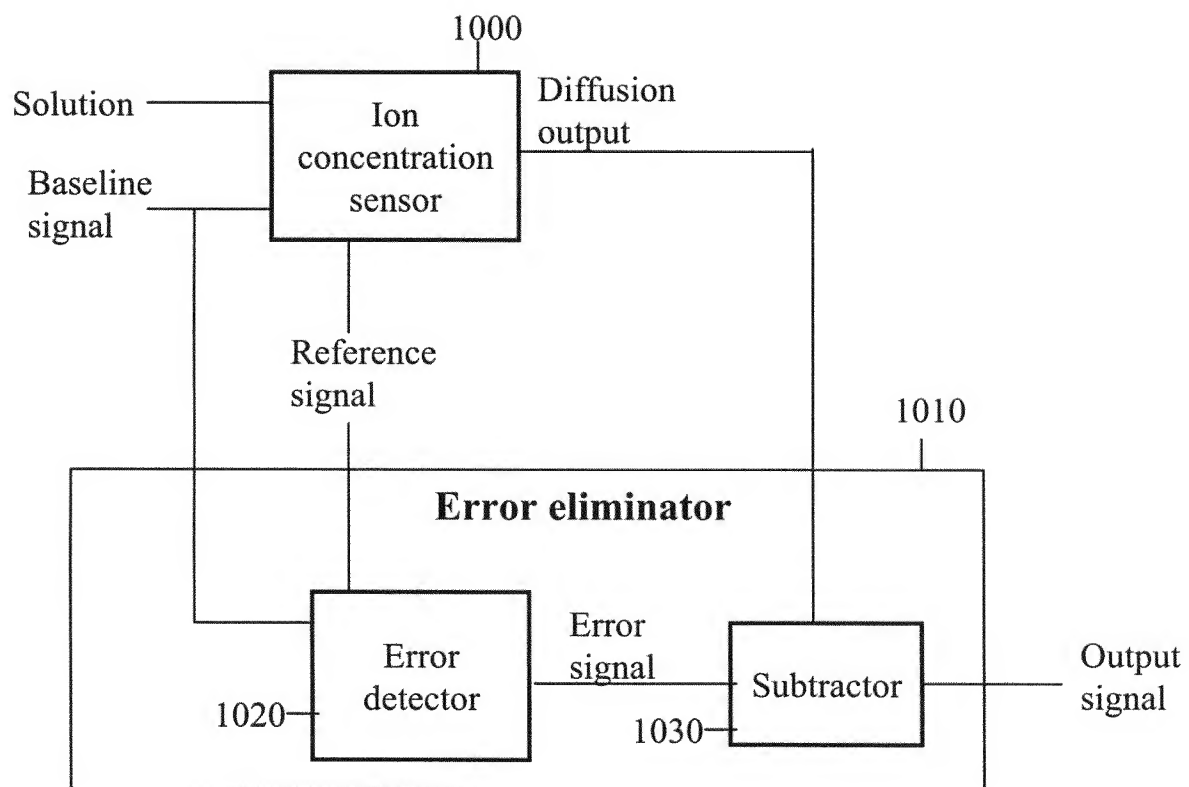 1000
Solution
Ion
concentration
sensor
Diffusion
output
Baseline
signal
Reference
signal
1010
Error eliminator
Error
detector
1020
Error
signal
Subtractor
1030
Output
signal